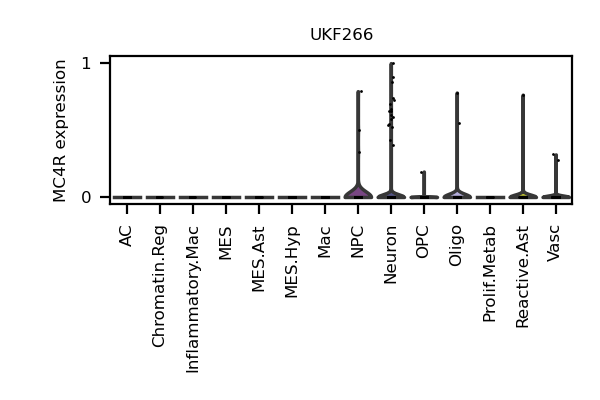 UKF266
MC4R expression
1
0
AC
Chromatin.Reg
Inflammatory.Mac
MES
MES.Ast
MES.Hyp
Mac
NPC
Neuron
OPC
Oligo
Prolif.Metab
Reactive.Ast
Vasc